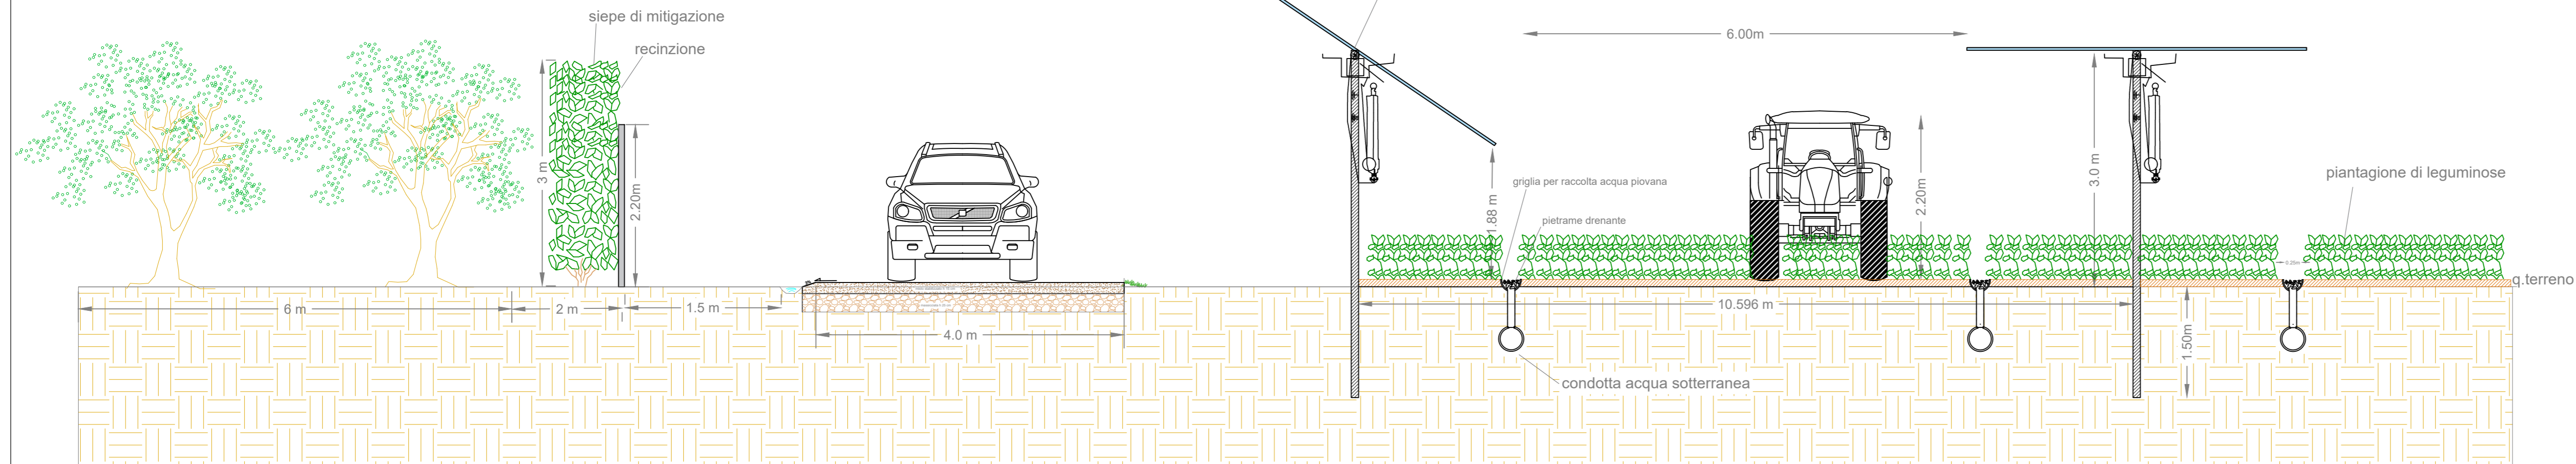 siepe di mitigazione
recinzione
6.00m
3 m
2.20m
1.88 m
griglia per raccolta acqua piovana
pietrame drenante
2.20m
3.0 m
piantagione di leguminose
0.25m
q.terreno
6 m
2 m
1.5 m
4.0 m
10.596 m
1.50m
condotta acqua sotterranea